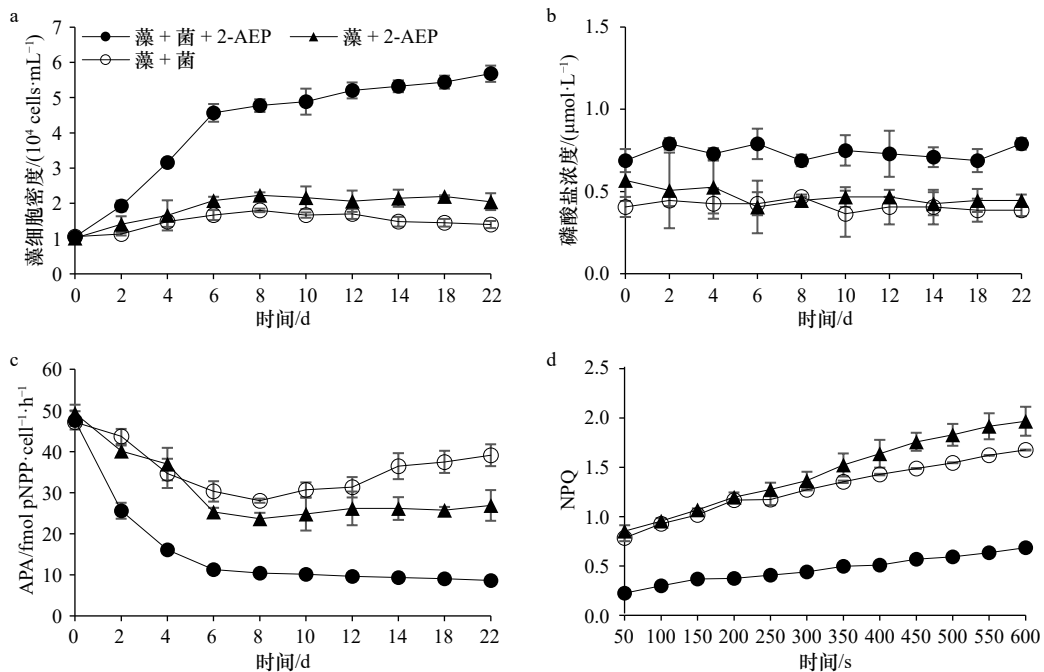 a
藻 + 菌 + 2-AEP
藻 + 2-AEP
藻 + 菌
藻细胞密度/(10⁴ cells·mL⁻¹)
7
6
5
4
3
2
1
0
0 2 4 6 8 10 12 14 18 22
时间/d
b
磷酸盐浓度/(μmol·L⁻¹)
1.5
1.0
0.5
0.0
0 2 4 6 8 10 12 14 18 22
时间/d
c
APA/fmol pNPP·cell⁻¹·h⁻¹
60
50
40
30
20
10
0
0 2 4 6 8 10 12 14 18 22
时间/d
d
NPQ
2.5
2.0
1.5
1.0
0.5
0.0
50 100 150 200 250 300 350 400 450 500 550 600
时间/s